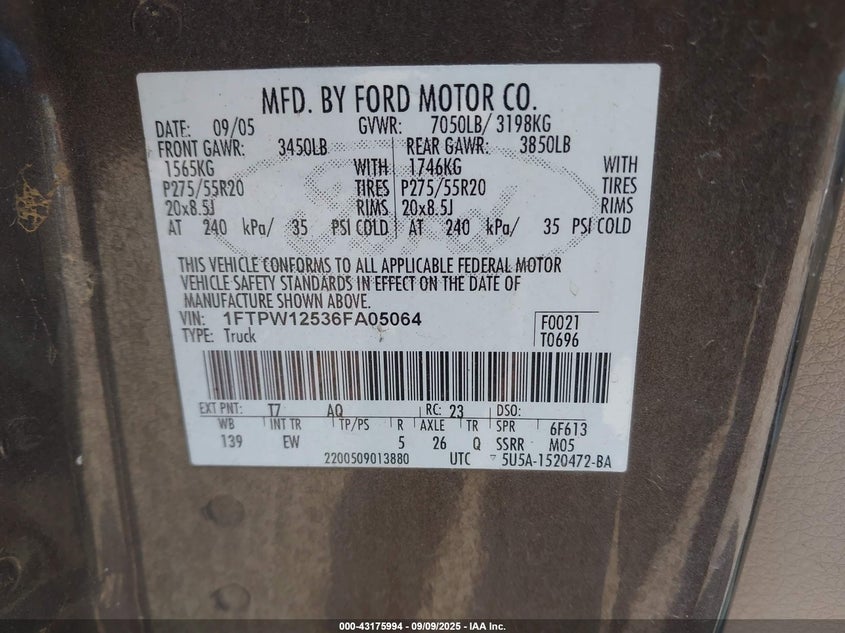 MFD. BY FORD MOTOR CO.
DATE: 09/05 GVWR: 7050LB/ 3198KG
FRONT GAWR: 3450LB REAR GAWR: 3850LB
1565KG WITH 1746KG WITH
P275/55R20 TIRES P275/55R20 TIRES
20x8.5J RIMS 20x8.5J RIMS
AT 240 kPa/ 35 PSI COLD AT 240 kPa/ 35 PSI COLD
THIS VEHICLE CONFORMS TO ALL APPLICABLE FEDERAL MOTOR
VEHICLE SAFETY STANDARDS IN EFFECT ON THE DATE OF
MANUFACTURE SHOWN ABOVE.
VIN: 1FTPW12536FA05064 F0021
TYPE: Truck T0696
EXT PNT: T7 AQ RC: 23 DSO:
WB INT TR TP/PS R AXLE TR SPR 6F613
139 EW 5 26 Q SSRR M05
2200509013880 UTC 5U5A-1520472-BA
000-43175994 - 09/09/2025 - IAA Inc.